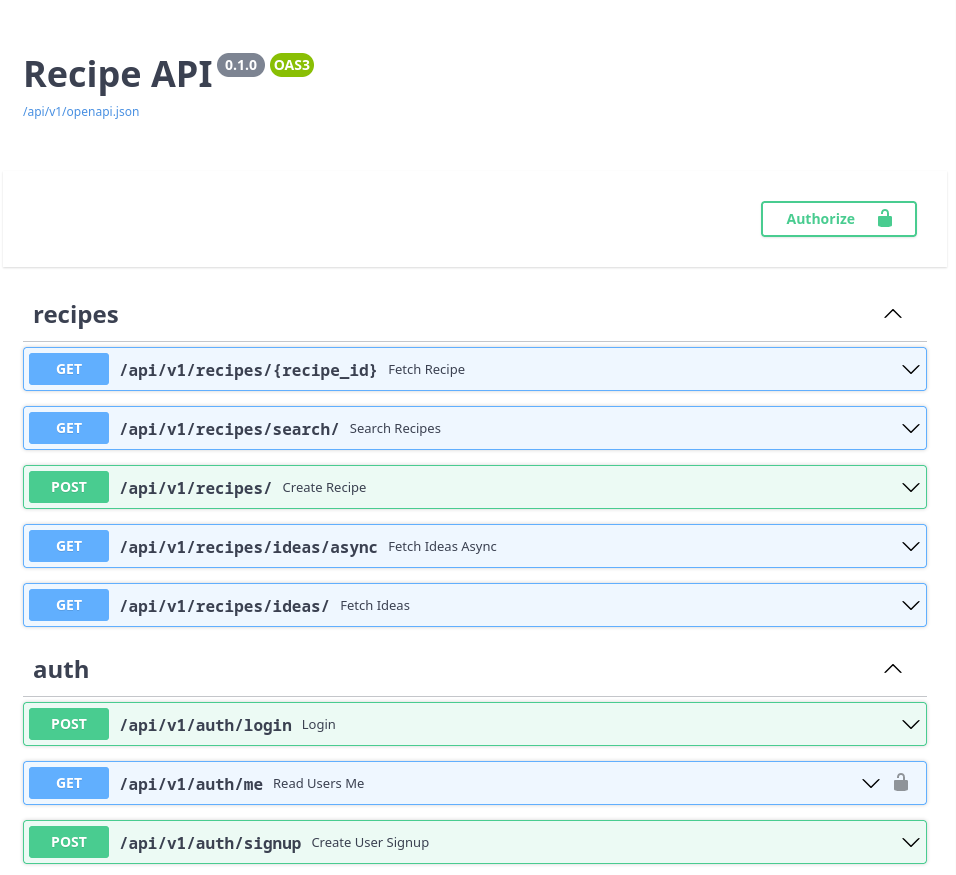 Recipe API 0.1.0 OAS3
/api/v1/openapi.json
Authorize
recipes
GET /api/v1/recipes/{recipe_id} Fetch Recipe
GET /api/v1/recipes/search/ Search Recipes
POST /api/v1/recipes/ Create Recipe
GET /api/v1/recipes/ideas/async Fetch Ideas Async
GET /api/v1/recipes/ideas/ Fetch Ideas
auth
POST /api/v1/auth/login Login
GET /api/v1/auth/me Read Users Me
POST /api/v1/auth/signup Create User Signup